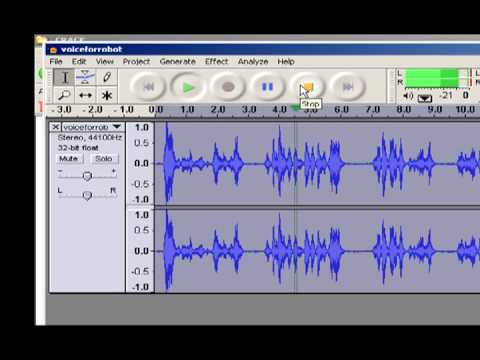 voiceforrobot
File Edit View Project Generate Effect Analyze Help
L
R
-21 0
Stop
-3.0 -2.0 -1.0 0.0 1.0 2.0 3.0 4.0 5.0 6.0 7.0 8.0 9.0 10.0
voiceforrob
Stereo, 44100Hz
32-bit float
Mute Solo
- +
L R
1.0
0.5
0.0
-0.5
-1.0
1.0
0.5
0.0
-0.5
-1.0